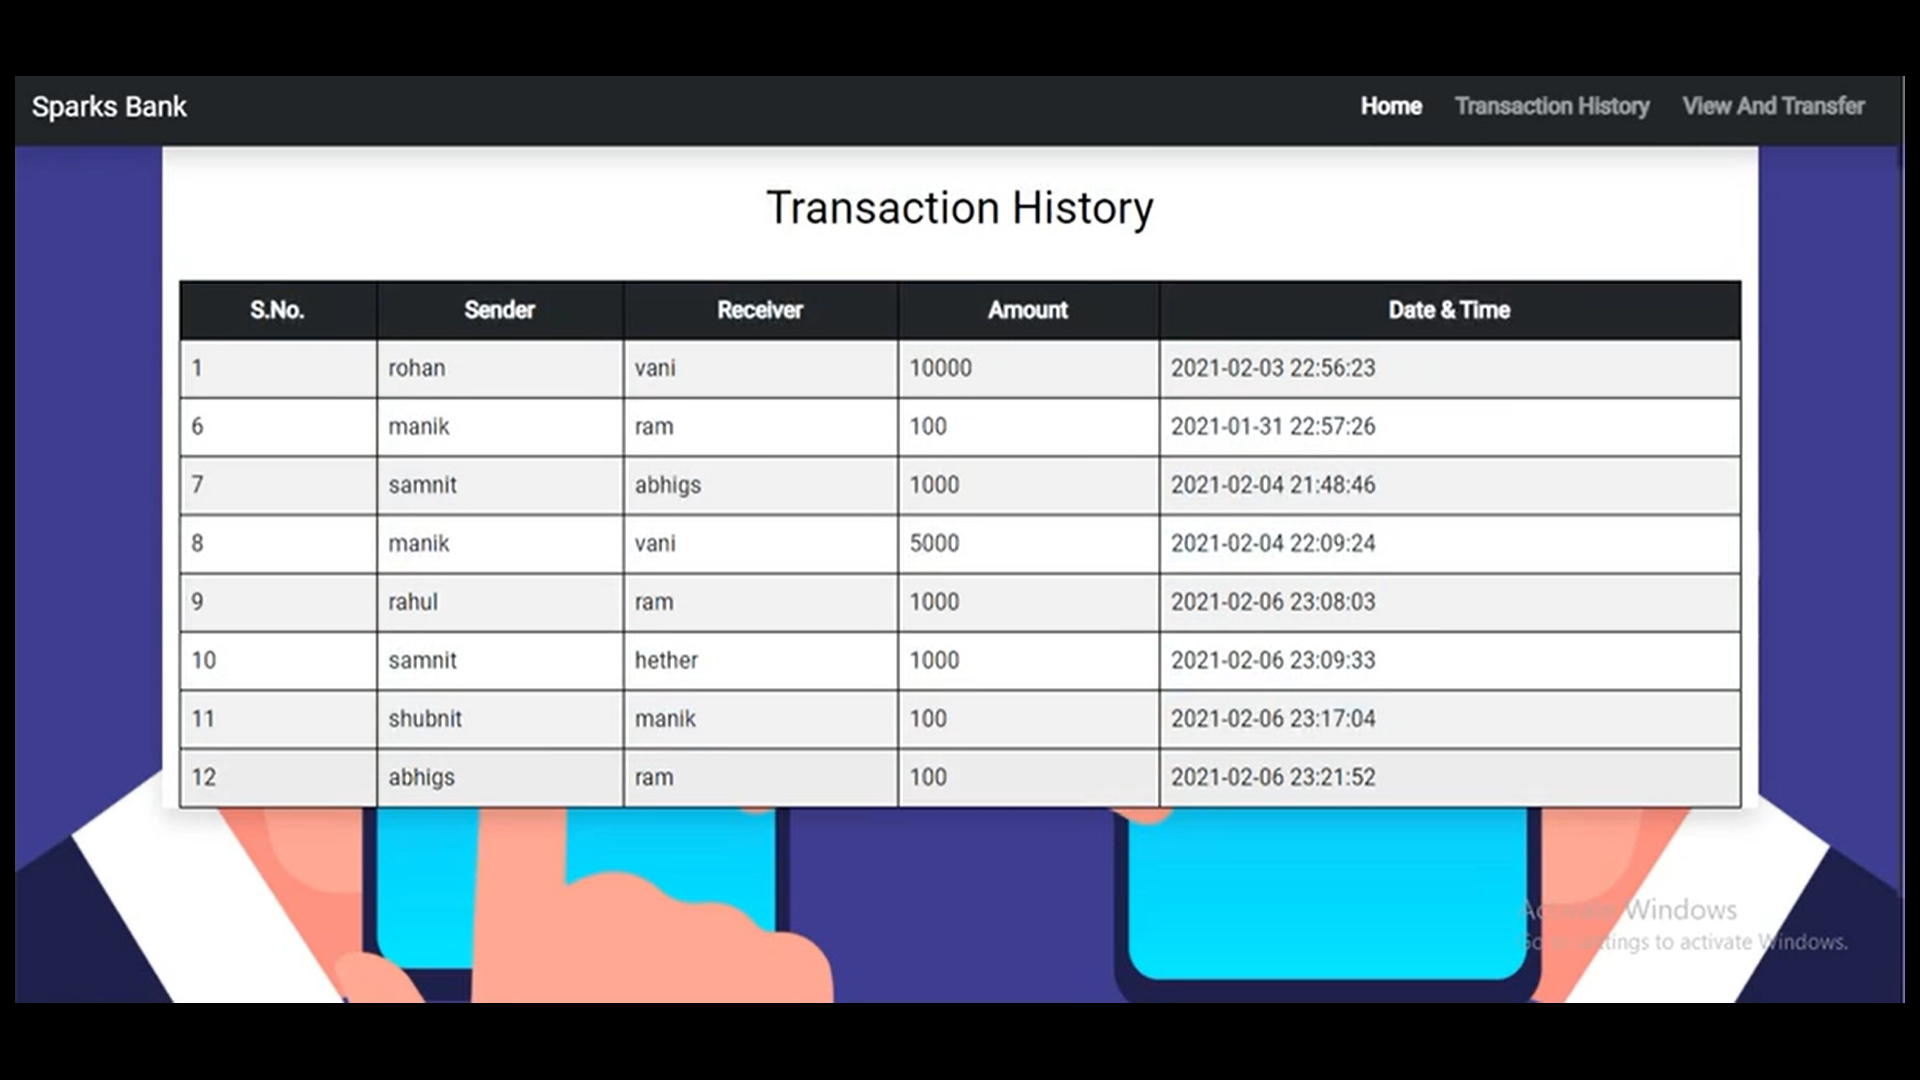 Sparks Bank Home Transaction History View And Transfer
Transaction History
S.No. Sender Receiver Amount Date & Time
1 rohan vani 10000 2021-02-03 22:56:23
6 manik ram 100 2021-01-31 22:57:26
7 samnit abhigs 1000 2021-02-04 21:48:46
8 manik vani 5000 2021-02-04 22:09:24
9 rahul ram 1000 2021-02-06 23:08:03
10 samnit hether 1000 2021-02-06 23:09:33
11 shubnit manik 100 2021-02-06 23:17:04
12 abhigs ram 100 2021-02-06 23:21:52
Activate Windows
Go to Settings to activate Windows.